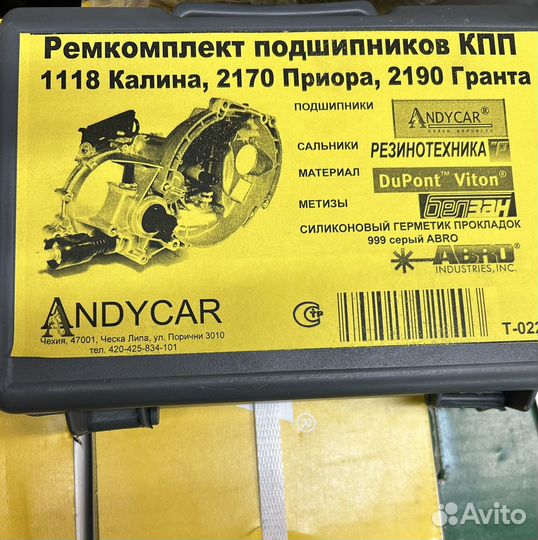 Ремкомплект подшипников КПП
1118 Калина, 2170 Приора, 2190 Гранта
ПОДШИПНИКИ
ANDYCAR®
CZECH REPUBLIC
САЛЬНИКИ
РЕЗИНОТЕХНИКА
МАТЕРИАЛ
DuPont™ Viton®
МЕТИЗЫ
белзан
СИЛИКОНОВЫЙ ГЕРМЕТИК ПРОКЛАДОК
999 серый ABRO
ABRO
INDUSTRIES, INC.
ANDYCAR
Чехия, 47001, Ческа Липа, ул. Порични 3010
тел. 420-425-834-101
СТР
Т-022
®
Avito